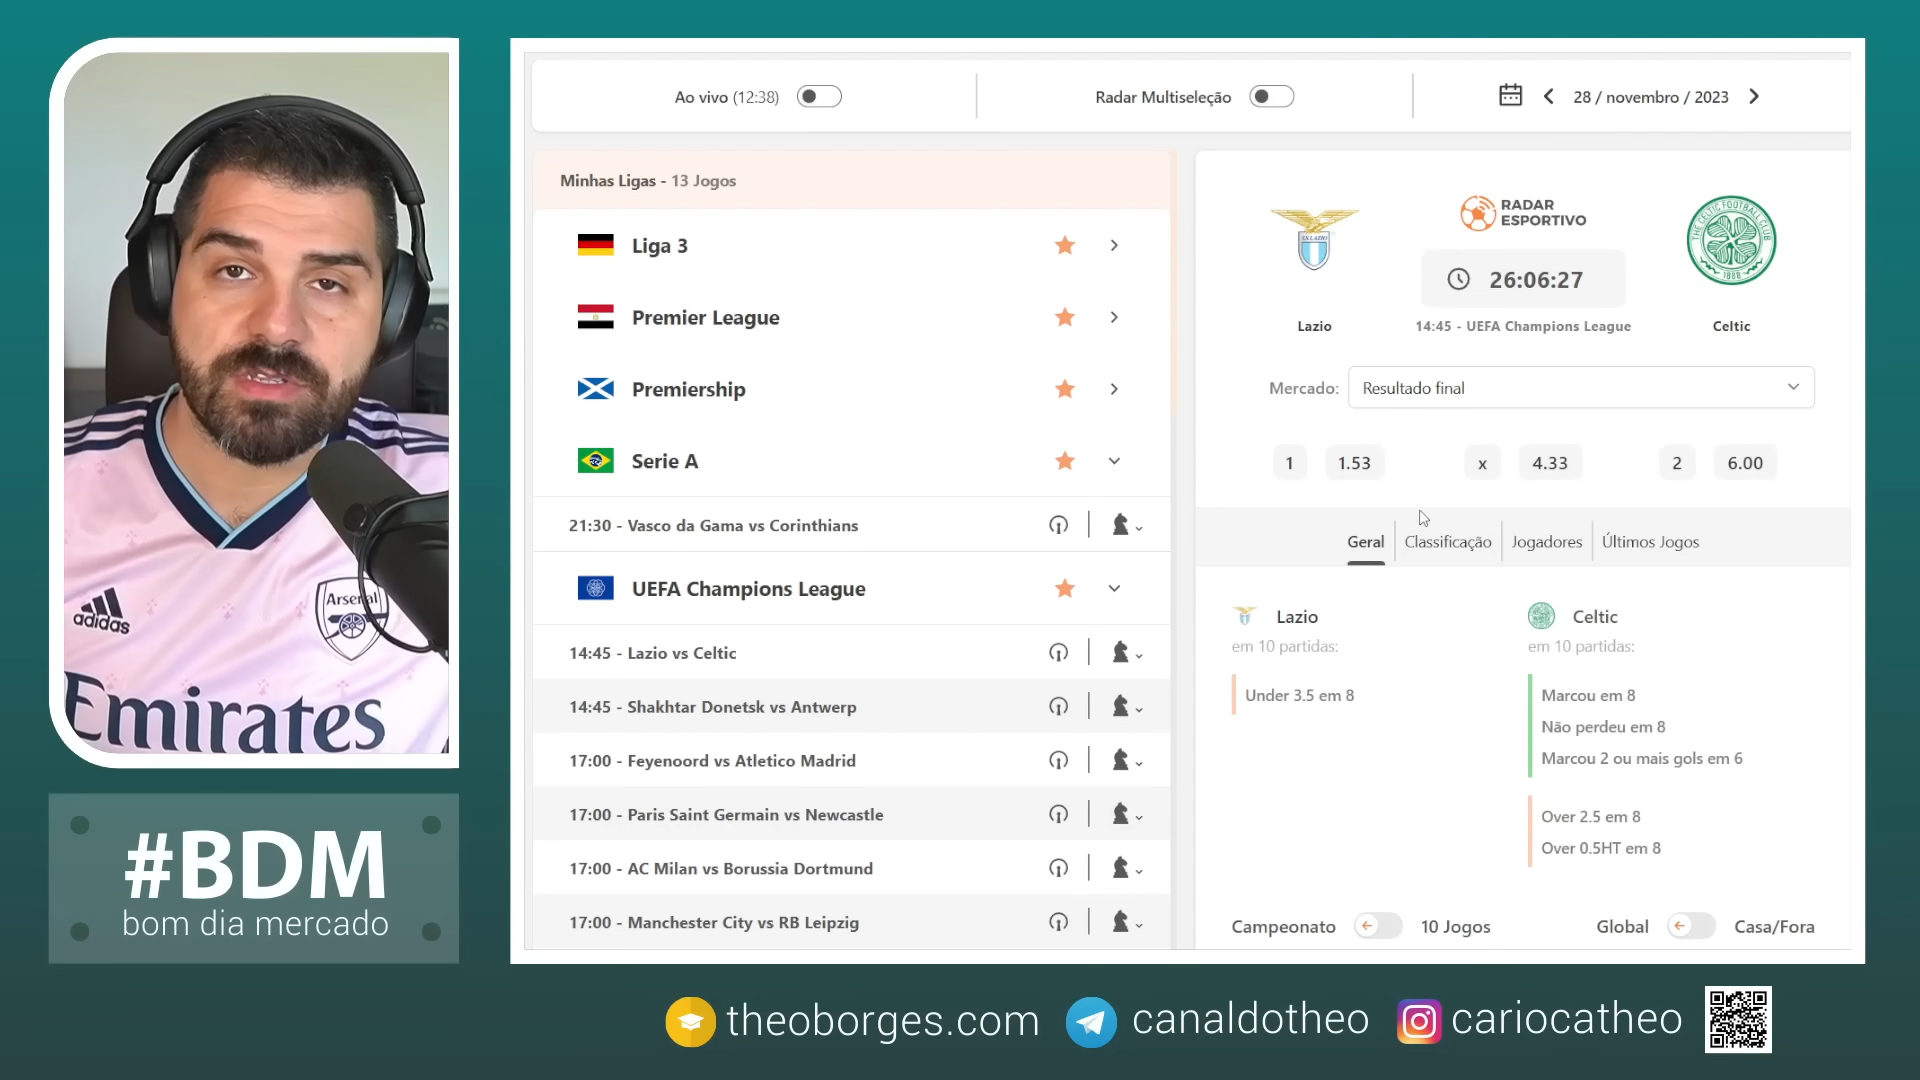 Ao vivo (12:38)
Radar Multiseleção
28 / novembro / 2023
Minhas Ligas - 13 Jogos
Liga 3
Premier League
Premiership
Serie A
21:30 - Vasco da Gama vs Corinthians
UEFA Champions League
14:45 - Lazio vs Celtic
14:45 - Shakhtar Donetsk vs Antwerp
17:00 - Feyenoord vs Atletico Madrid
17:00 - Paris Saint Germain vs Newcastle
17:00 - AC Milan vs Borussia Dortmund
17:00 - Manchester City vs RB Leipzig
RADAR
ESPORTIVO
S.S.LAZIO
THE CELTIC FOOTBALL CLUB
1888
26:06:27
Lazio
14:45 - UEFA Champions League
Celtic
Mercado:
Resultado final
1 1.53 x 4.33 2 6.00
Geral
Classificação
Jogadores
Últimos Jogos
Lazio
em 10 partidas:
Under 3.5 em 8
Celtic
em 10 partidas:
Marcou em 8
Não perdeu em 8
Marcou 2 ou mais gols em 6
Over 2.5 em 8
Over 0.5HT em 8
Campeonato
10 Jogos
Global
Casa/Fora
adidas
Arsenal
Emirates
#BDM
bom dia mercado
theoborges.com
canaldotheo
cariocatheo